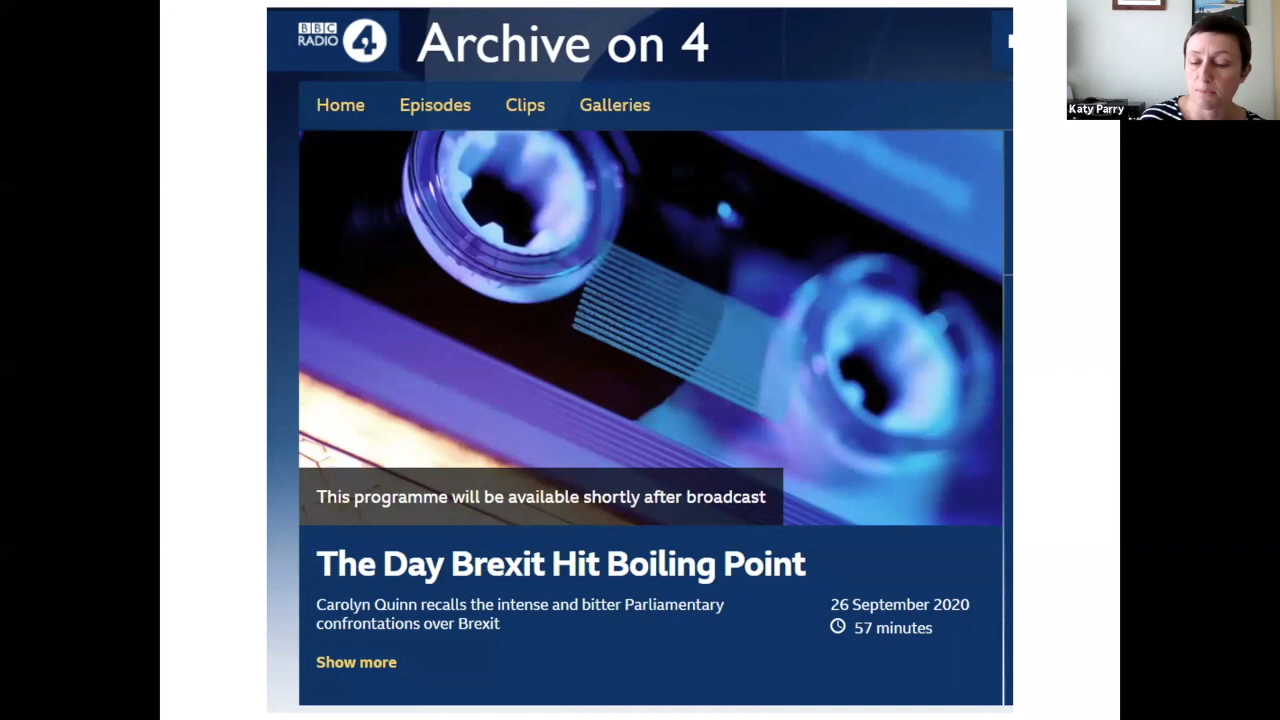 BBC
RADIO 4
Archive on 4
Katy Parry
Home Episodes Clips Galleries
This programme will be available shortly after broadcast
The Day Brexit Hit Boiling Point
Carolyn Quinn recalls the intense and bitter Parliamentary
confrontations over Brexit
26 September 2020
57 minutes
Show more